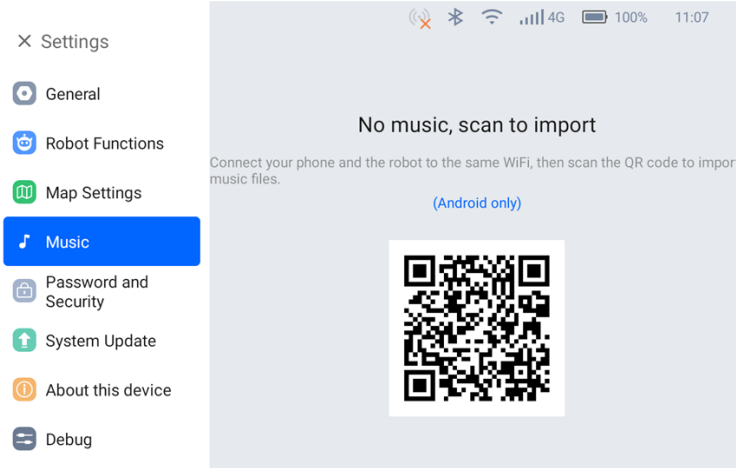 Settings
General
Robot Functions
Map Settings
Music
Password and
Security
System Update
About this device
Debug
4G 100% 11:07
No music, scan to import
Connect your phone and the robot to the same WiFi, then scan the QR code to impor
music files.
(Android only)